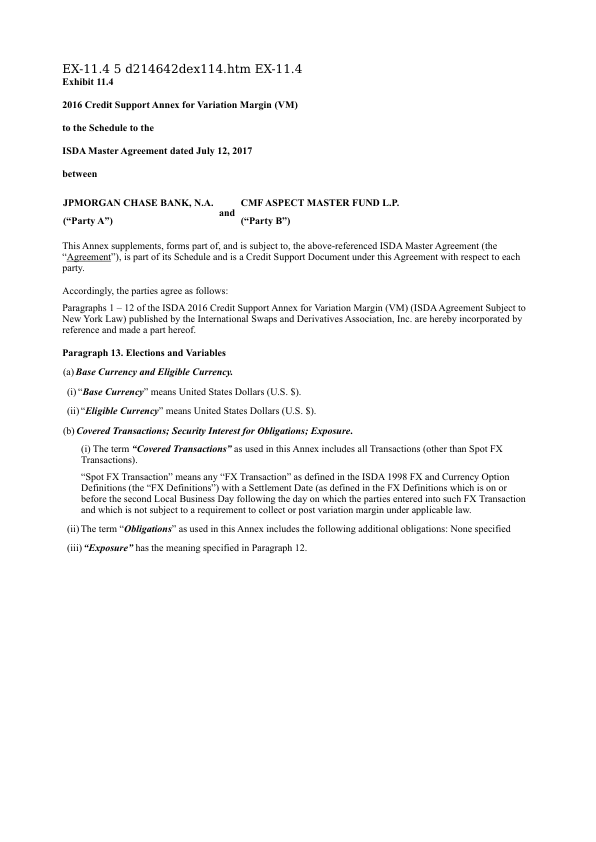 EX-11.4 5 d214642dex114.htm EX-11.4
Exhibit 11.4
2016 Credit Support Annex for Variation Margin (VM)
to the Schedule to the
ISDA Master Agreement dated July 12, 2017
between
JPMORGAN CHASE BANK, N.A.
(“Party A”)
and
CMF ASPECT MASTER FUND L.P.
(“Party B”)
This Annex supplements, forms part of, and is subject to, the above-referenced ISDA Master Agreement (the
“Agreement”), is part of its Schedule and is a Credit Support Document under this Agreement with respect to each
party.
Accordingly, the parties agree as follows:
Paragraphs 1 – 12 of the ISDA 2016 Credit Support Annex for Variation Margin (VM) (ISDA Agreement Subject to
New York Law) published by the International Swaps and Derivatives Association, Inc. are hereby incorporated by
reference and made a part hereof.
Paragraph 13. Elections and Variables
(a) Base Currency and Eligible Currency.
(i) “Base Currency” means United States Dollars (U.S. $).
(ii) “Eligible Currency” means United States Dollars (U.S. $).
(b) Covered Transactions; Security Interest for Obligations; Exposure.
(i) The term “Covered Transactions” as used in this Annex includes all Transactions (other than Spot FX
Transactions).
“Spot FX Transaction” means any “FX Transaction” as defined in the ISDA 1998 FX and Currency Option
Definitions (the “FX Definitions”) with a Settlement Date (as defined in the FX Definitions which is on or
before the second Local Business Day following the day on which the parties entered into such FX Transaction
and which is not subject to a requirement to collect or post variation margin under applicable law.
(ii) The term “Obligations” as used in this Annex includes the following additional obligations: None specified
(iii) “Exposure” has the meaning specified in Paragraph 12.